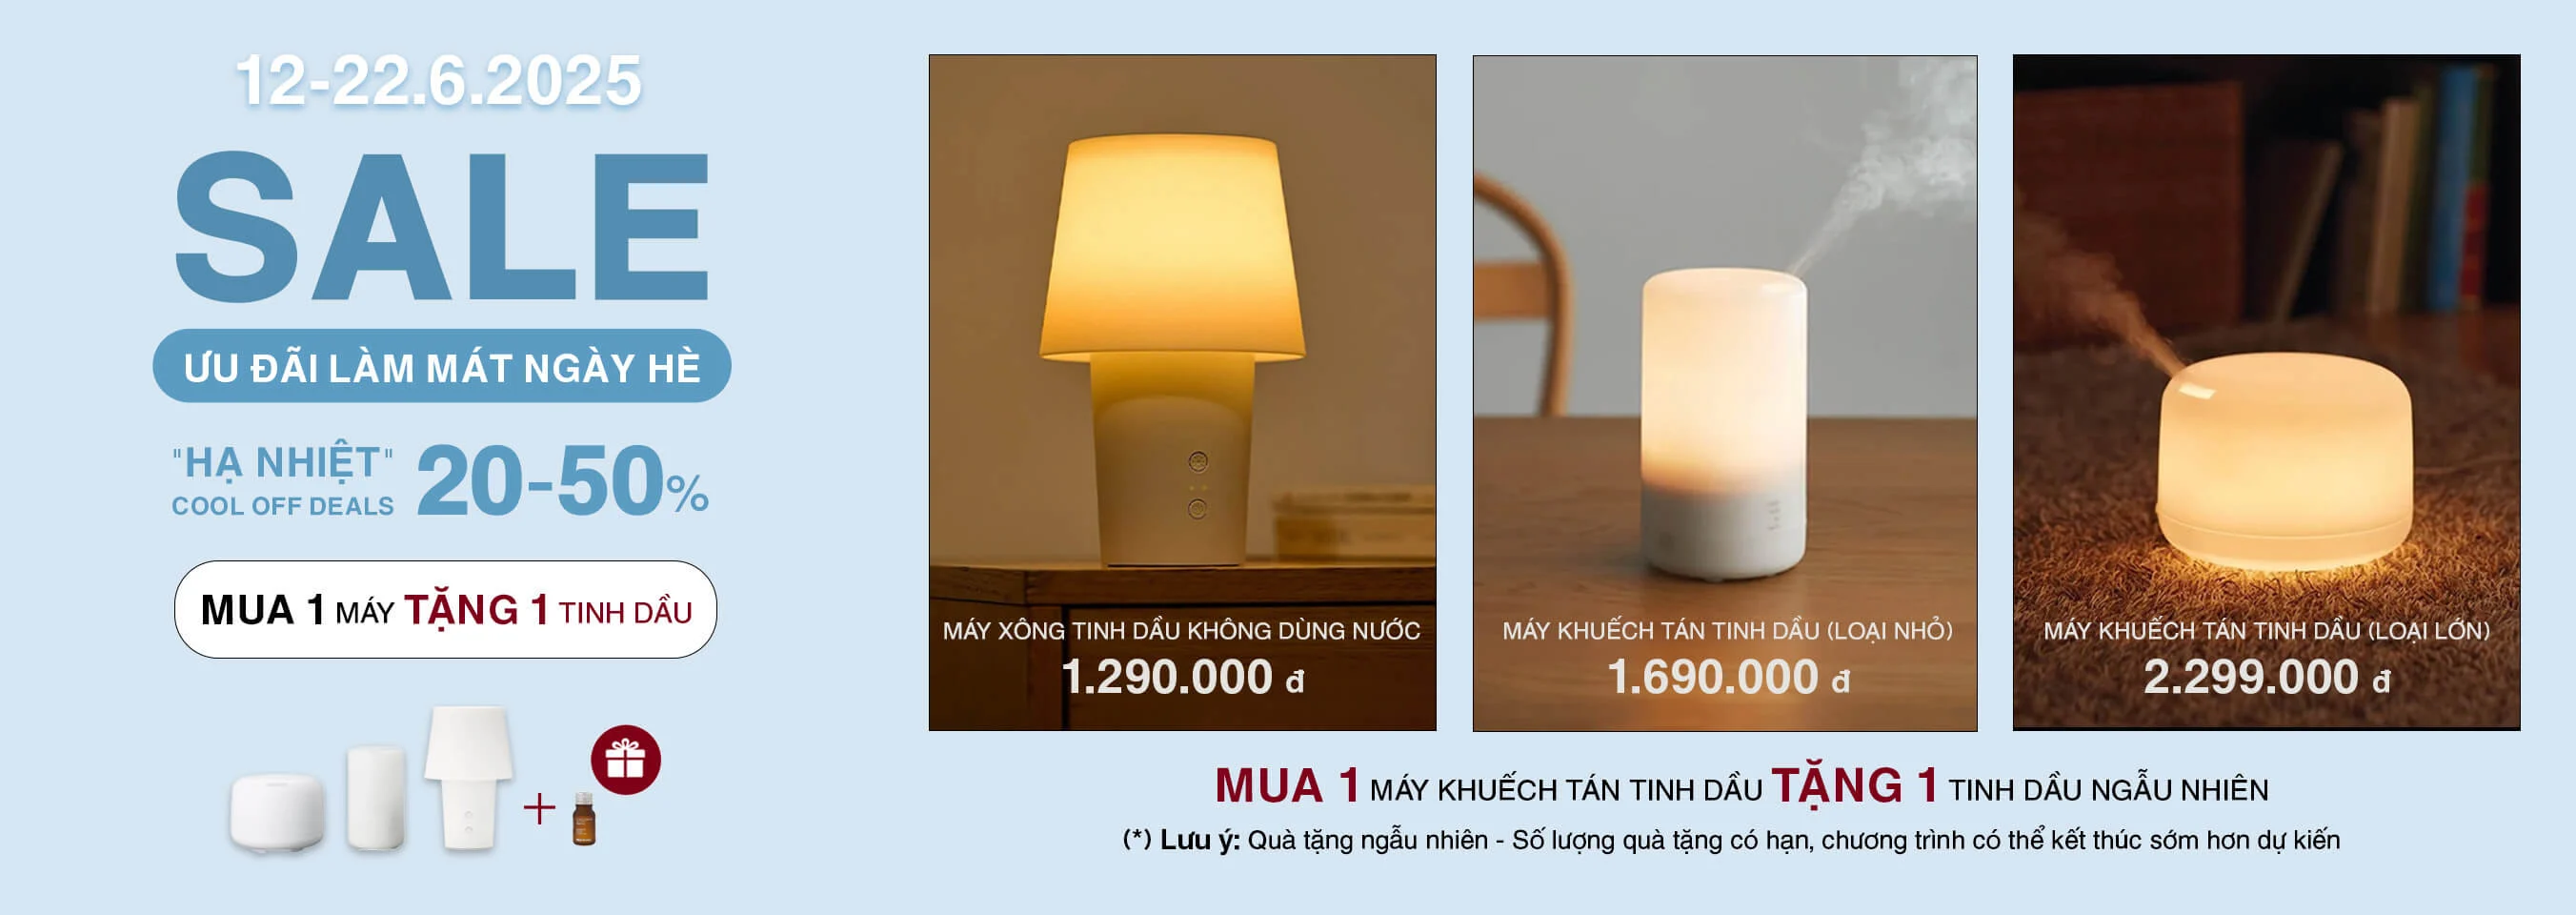 12-22.6.2025
SALE
ƯU ĐÃI LÀM MÁT NGÀY HÈ
"HẠ NHIỆT" 20-50%
COOL OFF DEALS
MUA 1 MÁY TẶNG 1 TINH DẦU
MÁY XÔNG TINH DẦU KHÔNG DÙNG NƯỚC
1.290.000 đ
MÁY KHUẾCH TÁN TINH DẦU (LOẠI NHỎ)
1.690.000 đ
MÁY KHUẾCH TÁN TINH DẦU (LOẠI LỚN)
2.299.000 đ
MUA 1 MÁY KHUẾCH TÁN TINH DẦU TẶNG 1 TINH DẦU NGẪU NHIÊN
(*) Lưu ý: Quà tặng ngẫu nhiên - Số lượng quà tặng có hạn, chương trình có thể kết thúc sớm hơn dự kiến